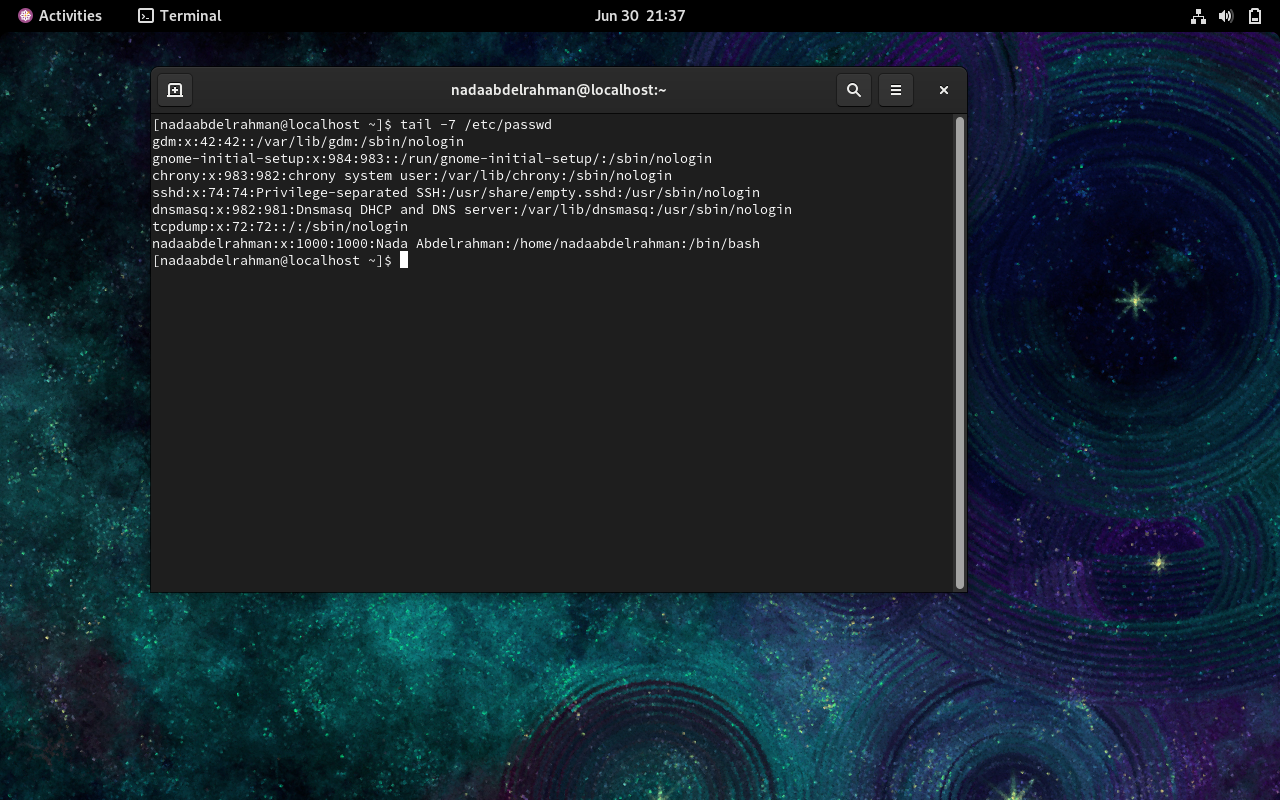 Activities Terminal Jun 30 21:37
nadaabdelrahman@localhost:~
[nadaabdelrahman@localhost ~]$ tail -7 /etc/passwd
gdm:x:42:42::/var/lib/gdm:/sbin/nologin
gnome-initial-setup:x:984:983::/run/gnome-initial-setup/:/sbin/nologin
chrony:x:983:982:chrony system user:/var/lib/chrony:/sbin/nologin
sshd:x:74:74:Privilege-separated SSH:/usr/share/empty.sshd:/usr/sbin/nologin
dnsmasq:x:982:981:Dnsmasq DHCP and DNS server:/var/lib/dnsmasq:/usr/sbin/nologin
tcpdump:x:72:72::/:/sbin/nologin
nadaabdelrahman:x:1000:1000:Nada Abdelrahman:/home/nadaabdelrahman:/bin/bash
[nadaabdelrahman@localhost ~]$